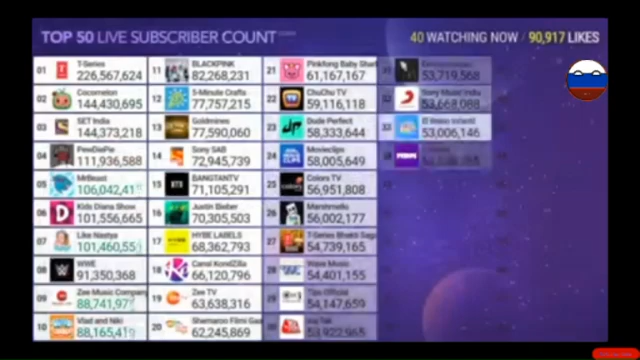 TOP 50 LIVE SUBSCRIBER COUNT
40 WATCHING NOW / 90,917 LIKES
01 T-Series 226,567,624
02 Cocomelon 144,430,695
03 SET India 144,373,218
04 PewDiePie 111,936,588
05 MrBeast 106,042,41
06 Kids Diana Show 101,556,665
07 Like Nastya 101,460,55
08 WWE 91,350,368
09 Zee Music Company 88,741,97
10 Vlad and Niki 88,165,419
11 BLACKPINK 82,268,231
12 5-Minute Crafts 77,757,215
13 Goldmines 77,590,060
14 Sony SAB 72,945,739
15 BANGTANTV 71,105,291
16 Justin Bieber 70,305,503
17 HYBE LABELS 68,362,793
18 Canal KondZilla 66,120,796
19 Zee TV 63,638,316
20 Shemaroo Filmi Gaa 62,245,869
21 Pinkfong Baby Shark 61,167,167
22 ChuChu TV 59,116,118
23 Dude Perfect 58,333,644
24 Movieclips 58,005,649
25 Colors TV 56,951,808
26 Marshmello 56,002,177
27 T-Series Bhakti Saga 54,739,165
28 Wave Music 54,401,155
29 Tips Official 54,147,659
30 53,922,965
31 53,719,568
32 Sony Music India 53,668,088
33 El Reino Infantil 53,006,146